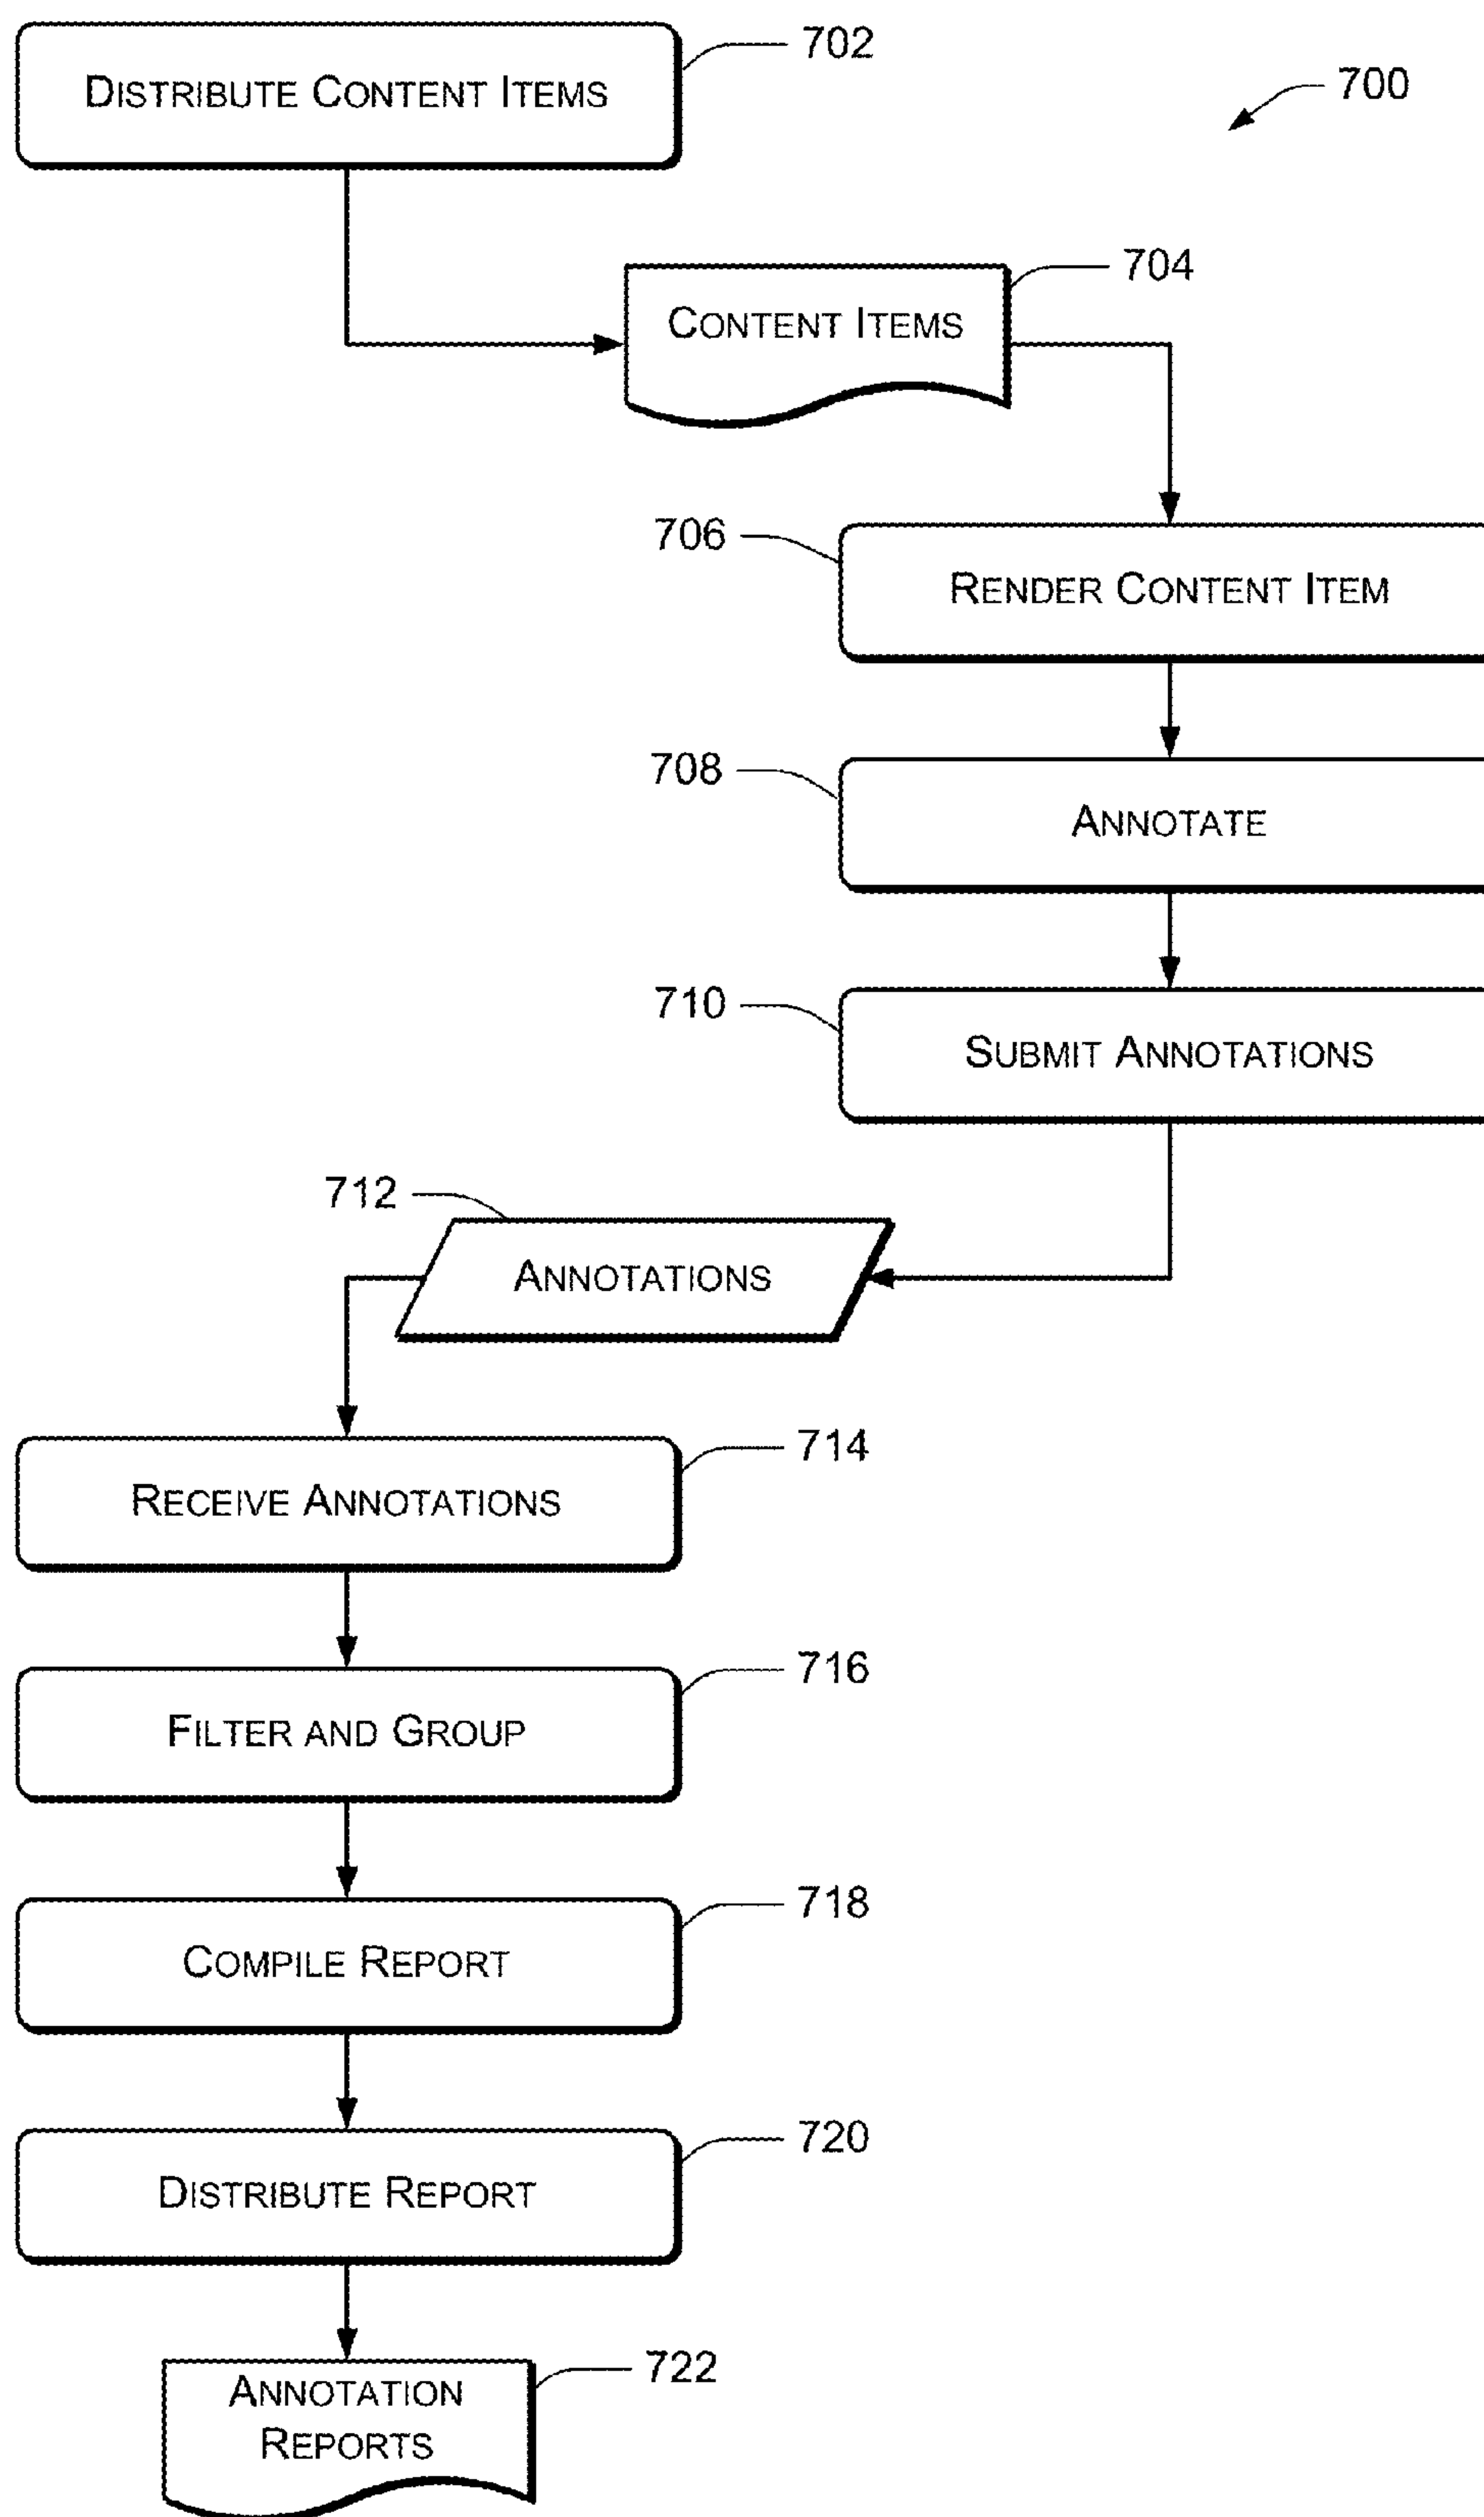 DISTRIBUTE CONTENT ITEMS
702
700
CONTENT ITEMS
704
706
RENDER CONTENT ITEM
708
ANNOTATE
710
SUBMIT ANNOTATIONS
712
ANNOTATIONS
RECEIVE ANNOTATIONS
714
FILTER AND GROUP
716
COMPILE REPORT
718
DISTRIBUTE REPORT
720
ANNOTATION
REPORTS
722